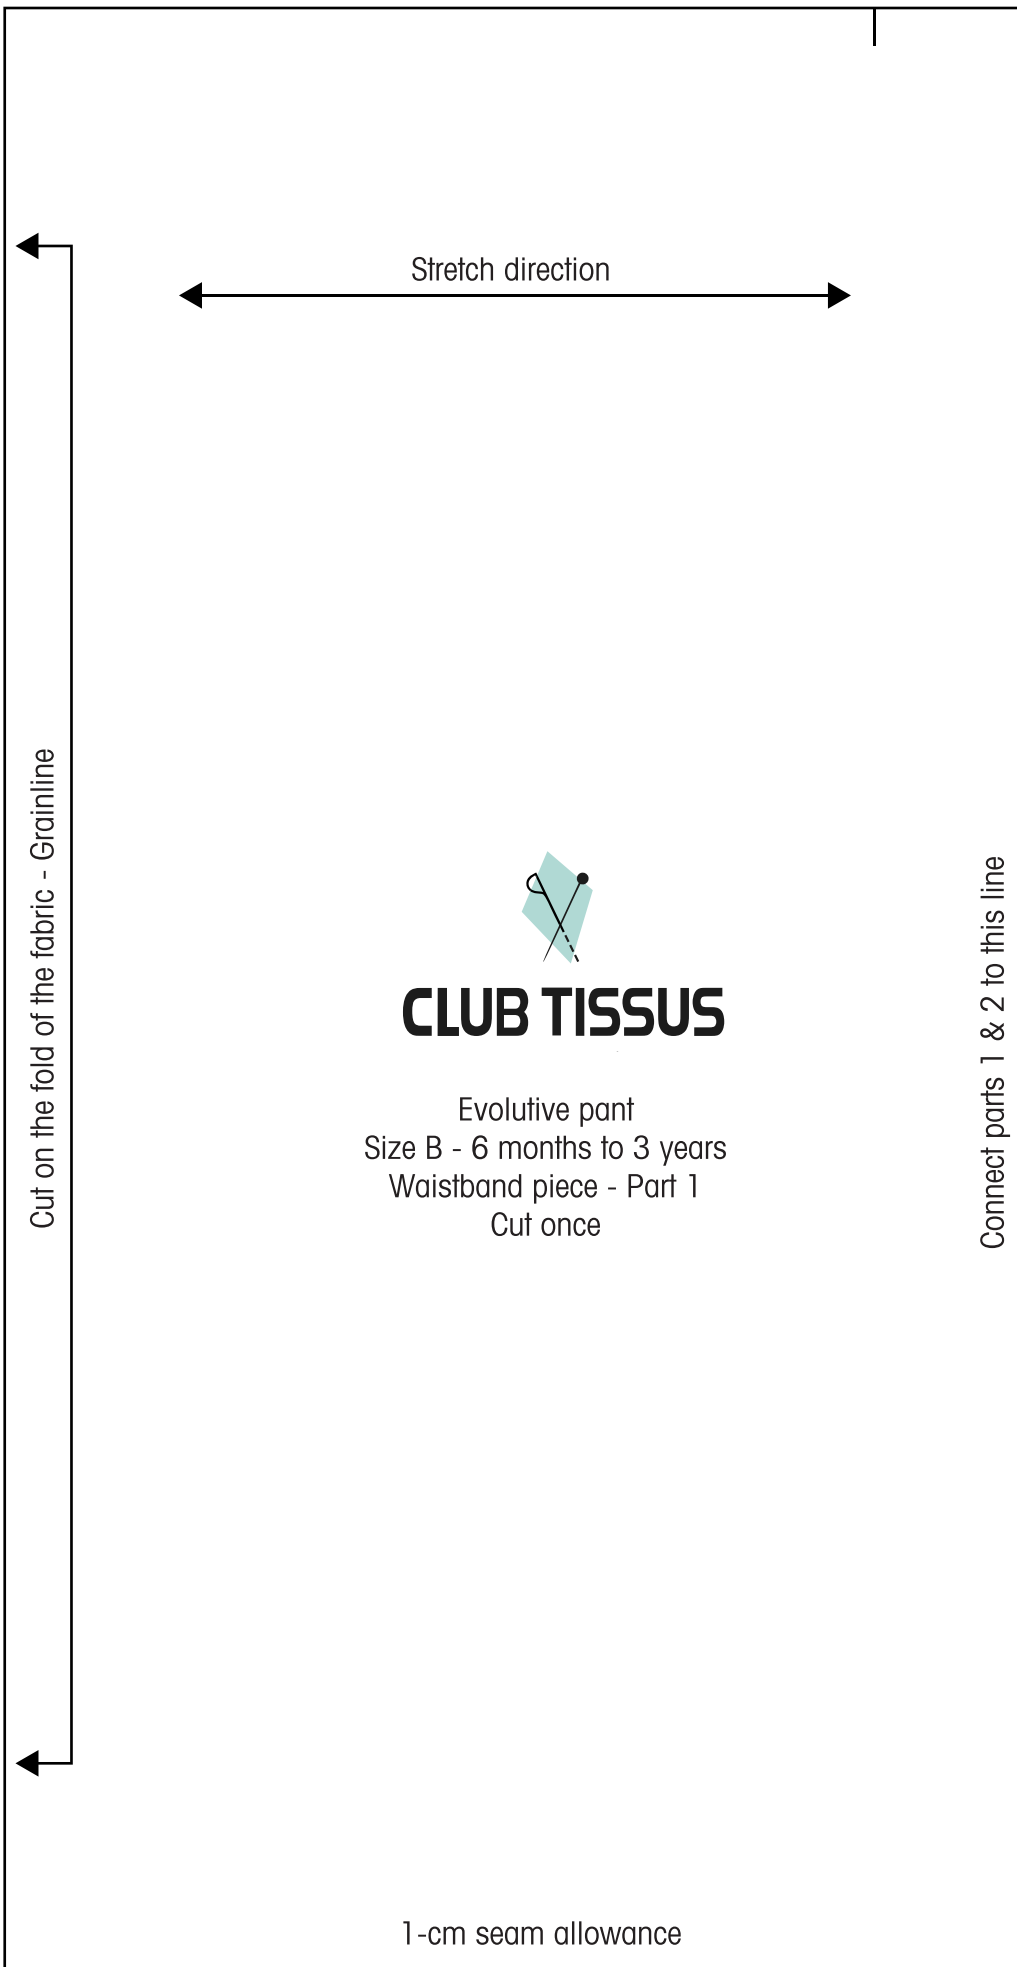 Stretch direction
Cut on the fold of the fabric - Grainline
CLUB TISSUS
Evolutive pant
Size B - 6 months to 3 years
Waistband piece - Part 1
Cut once
Connect parts 1 & 2 to this line
1-cm seam allowance